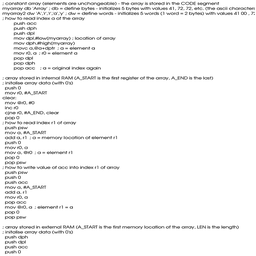 ; constant array (elements are unchangeable) - the array is stored in the CODE segment
myarray db 'Array' ; db = define bytes - initializes 5 bytes with values 41, 72, 72, etc. (the ascii characters
myarray2 dw 'A','r','r','a','y' ; dw = define words - initializes 5 words (1 word = 2 bytes) with values 41 00 , 72
; how to read index a of the array
push acc
push dph
push dpl
mov dpl,#low(myarray) ; location of array
mov dph,#high(myarray)
movc a,@a+dptr ; a = element a
mov r0, a ; r0 = element a
pop dpl
pop dph
pop acc ; a = original index again

; array stored in internal RAM (A_START is the first register of the array, A_END is the last)
; initalise array data (with 0's)
push 0
mov r0, #A_START
clear:
mov @r0, #0
inc r0
cjne r0, #A_END, clear
pop 0
; how to read index r1 of array
push psw
mov a, #A_START
add a, r1 ; a = memory location of element r1
push 0
mov r0, a
mov a, @r0 ; a = element r1
pop 0
pop psw
; how to write value of acc into index r1 of array
push psw
push 0
push acc
mov a, #A_START
add a, r1
mov r0, a
pop acc
mov @r0, a ; element r1 = a
pop 0
pop psw

; array stored in external RAM (A_START is the first memory location of the array, LEN is the length)
; initalise array data (with 0's)
push dph
push dpl
push acc
push 0